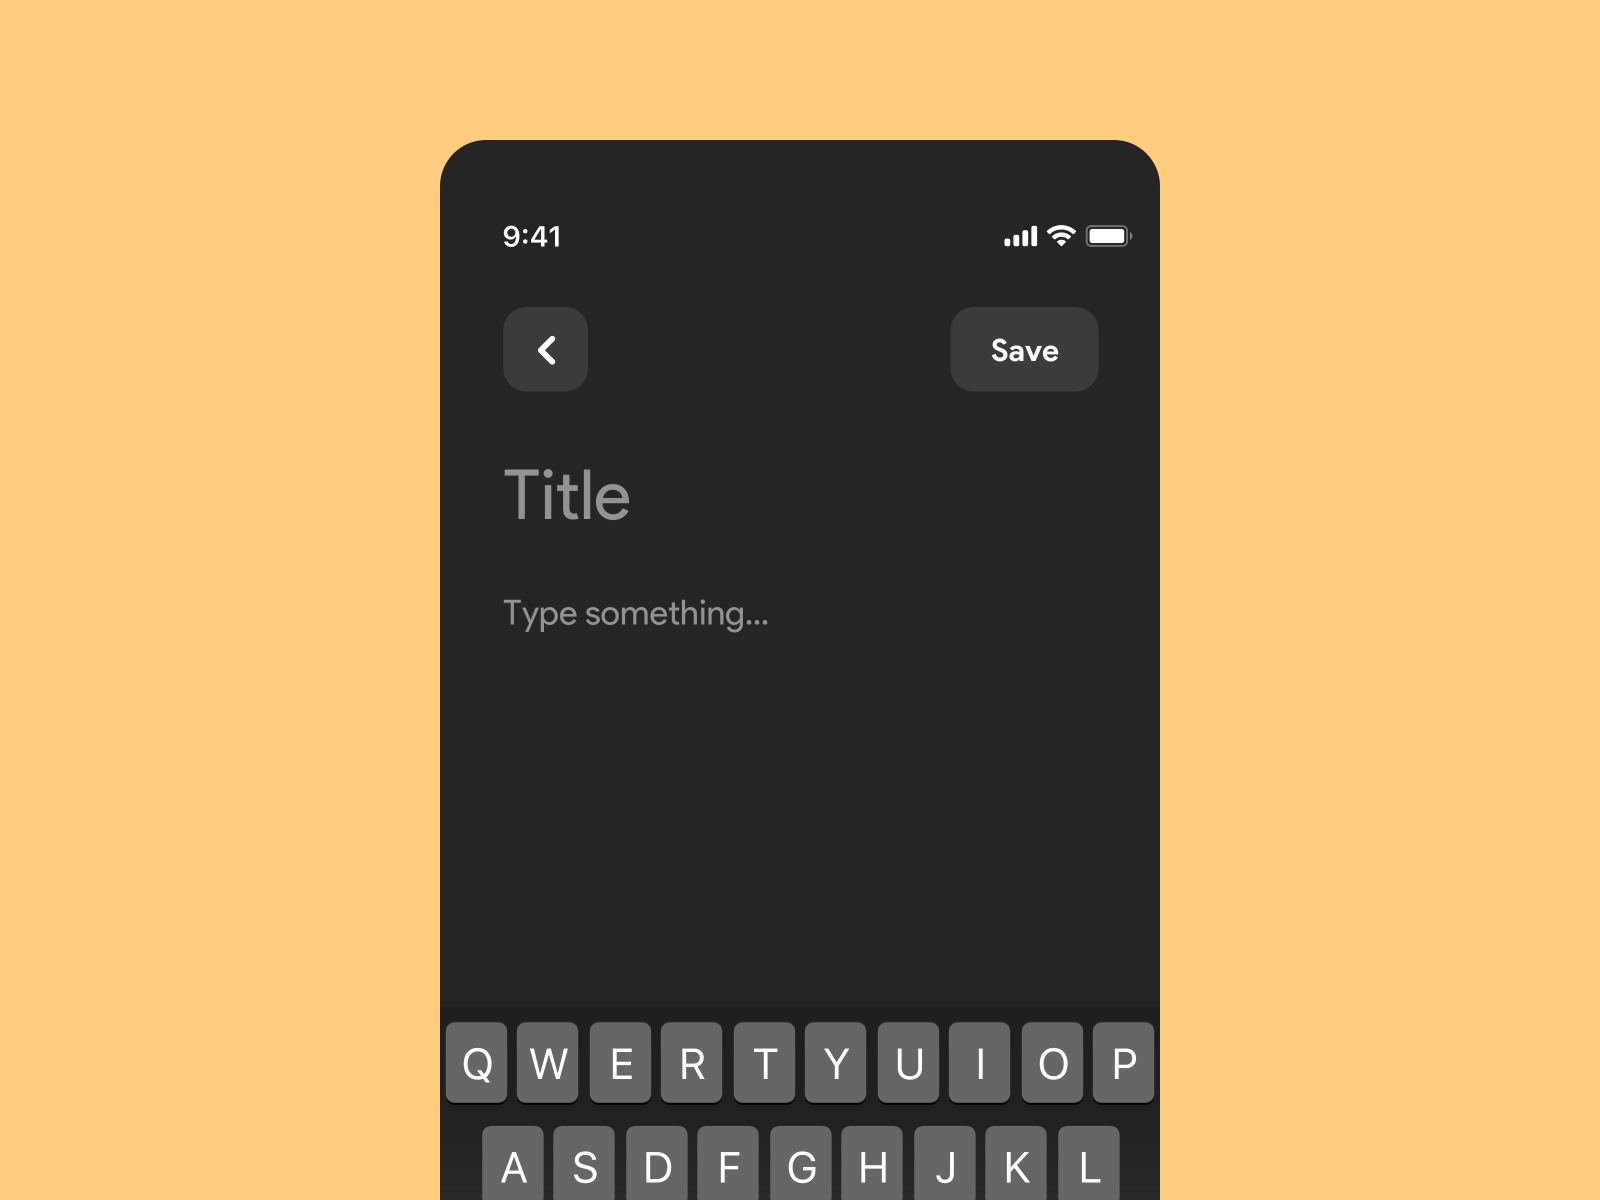 9:41
Save
Title
Type something...
Q W E R T Y U I O P
A S D F G H J K L